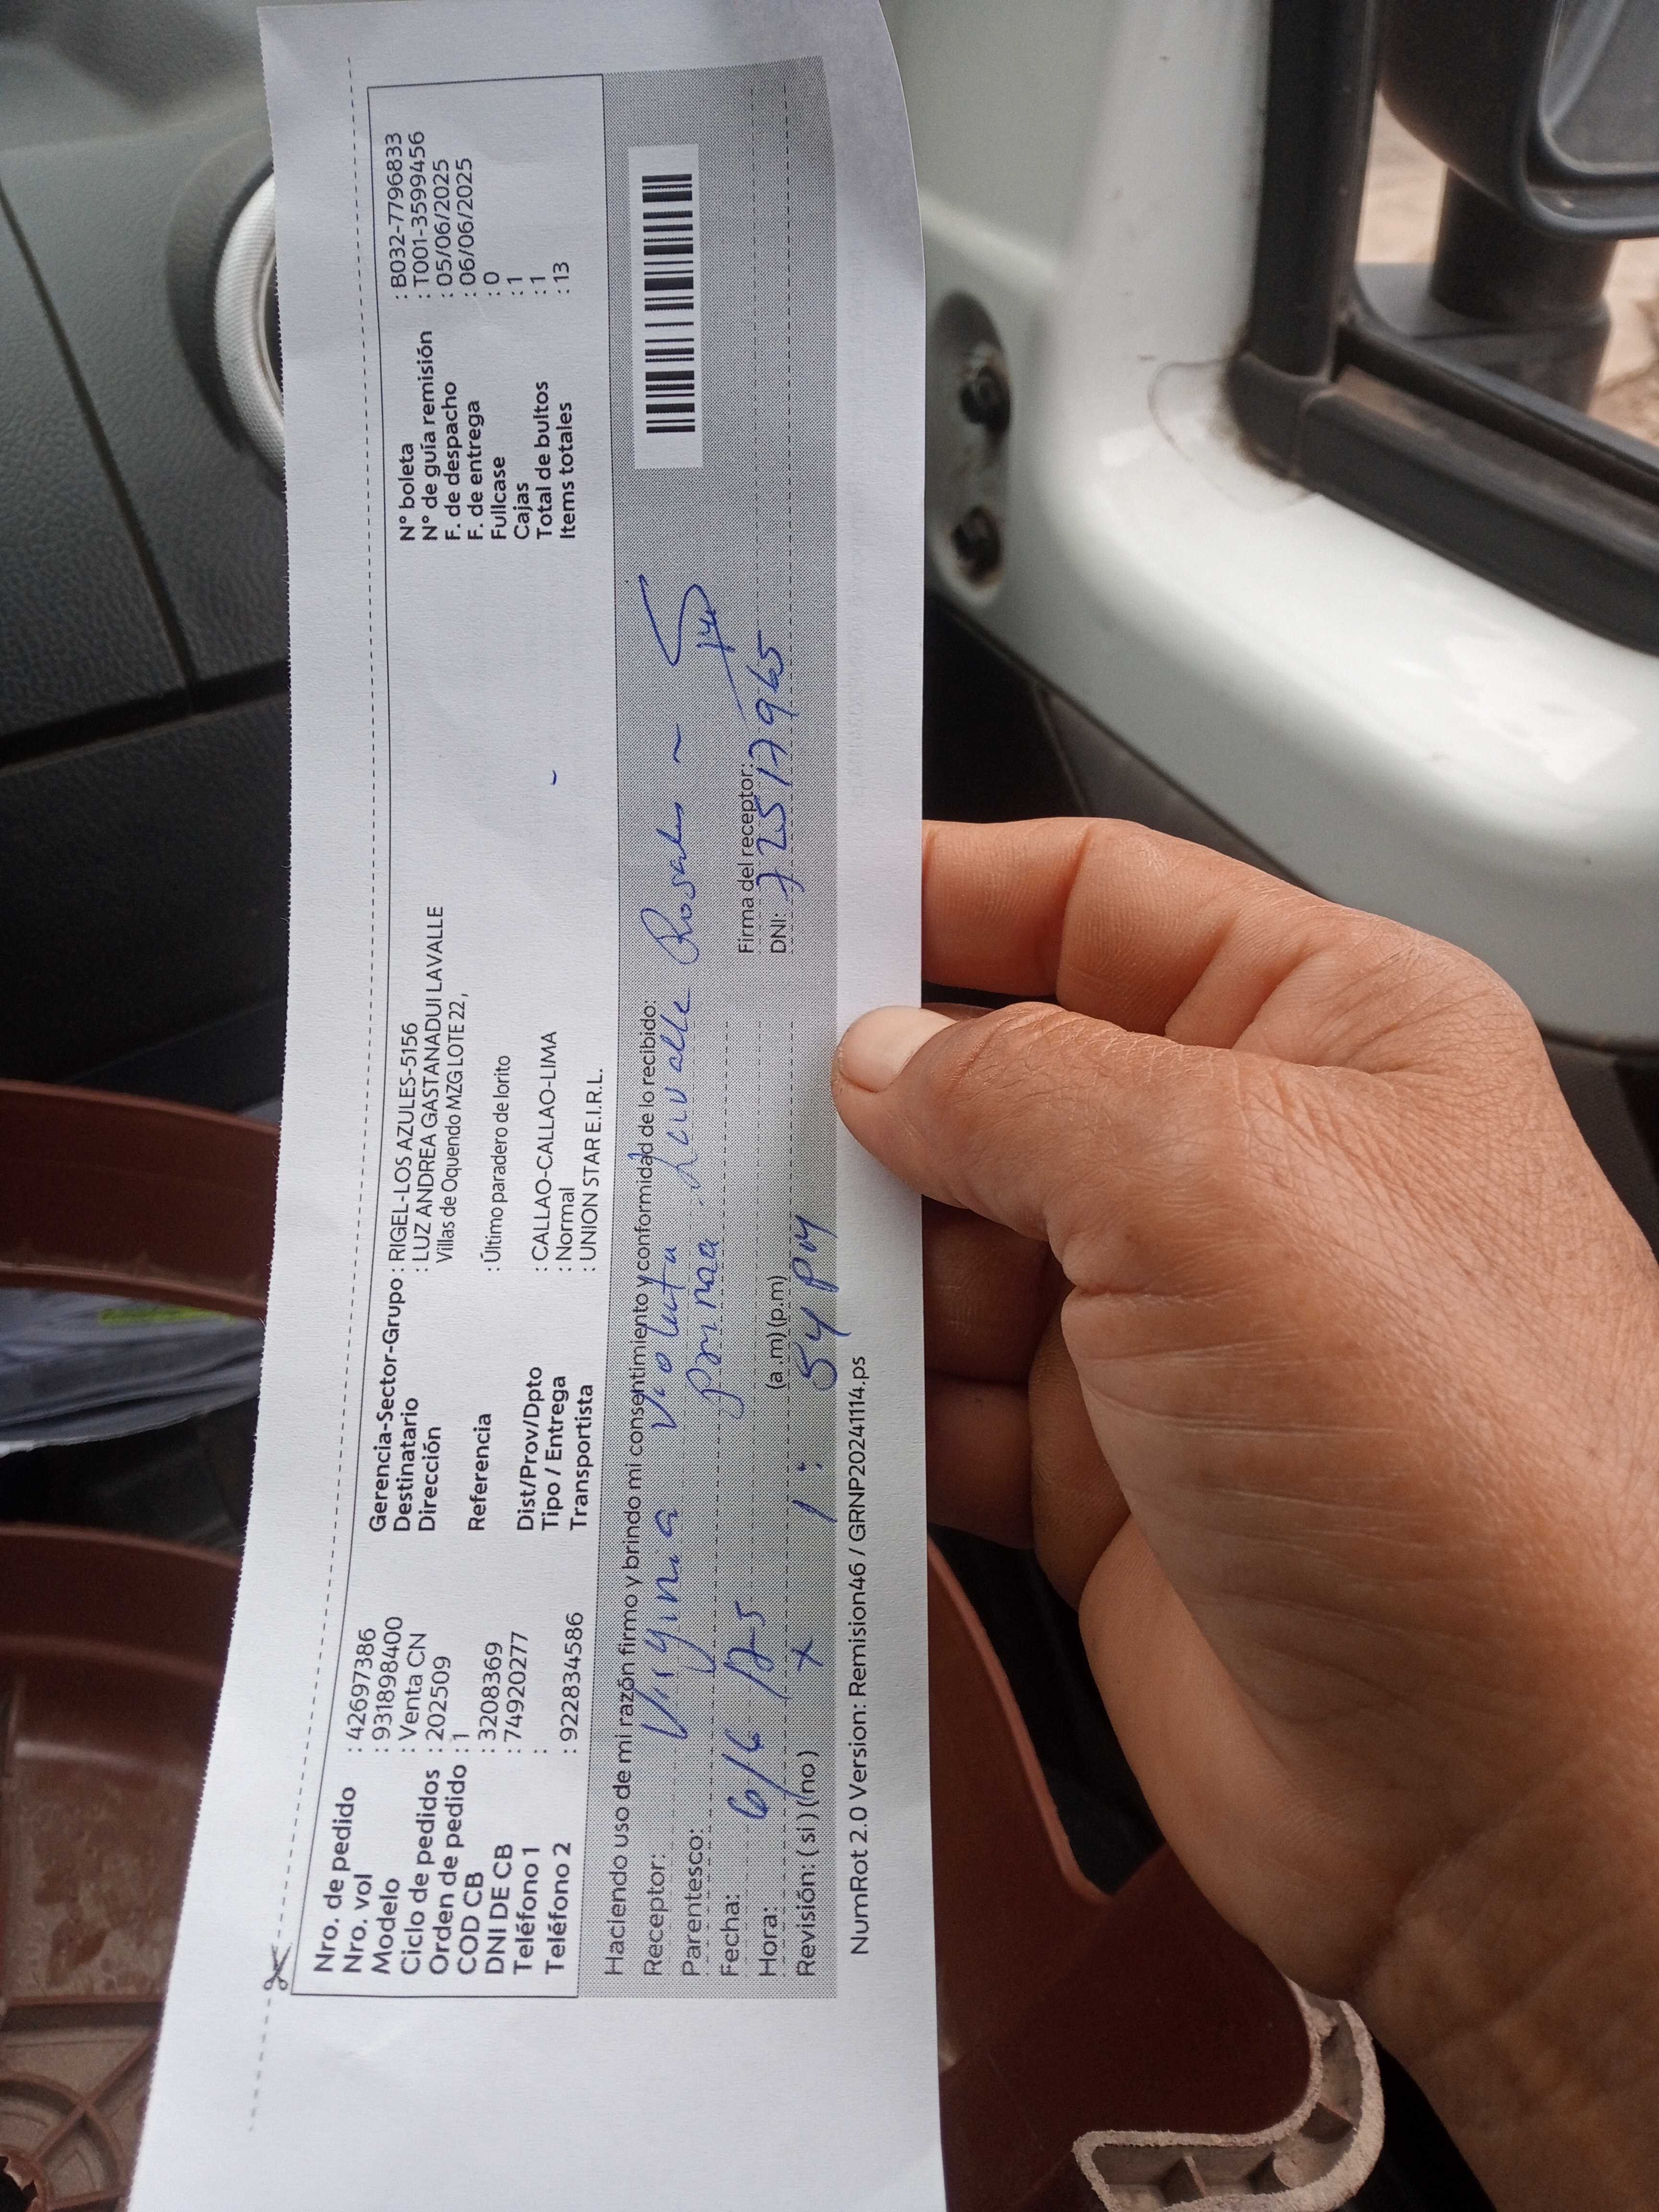 Nro. de pedido : 42697386
Nro. vol : 931898400
Modelo : Venta CN
Ciclo de pedidos : 202509
Orden de pedido : 1
COD CB : 3208369
DNI DE CB : 74920277
Teléfono 1 :
Teléfono 2 : 922834586
Gerencia-Sector-Grupo : RIGEL-LOS AZULES-5156
Destinatario : LUZ ANDREA GASTANADUI LAVALLE
Dirección Villas de Oquendo MZG LOTE 22,
Referencia : Último paradero de lorito
Dist/Prov/Dpto : CALLAO-CALLAO-LIMA
Tipo / Entrega : Normal
Transportista : UNION STAR E.I.R.L.
N° boleta : B032-7796833
N° de guía remisión : T001-3599456
F. de despacho : 05/06/2025
F. de entrega : 06/06/2025
Fullcase : 0
Cajas : 1
Total de bultos : 1
Items totales : 13
Haciendo uso de mi razón firmo y brindo mi consentimiento y conformidad de lo recibido:
Receptor: Virginia Violeta Lavalle Rosales
Parentesco: prima
Fecha: 6/6/25
Hora: 1:54 pm (a.m) (p.m)
Revisión: (si) (no) x
Firma del receptor:
DNI: 72517965
NumRot 2.0 Version: Remision46 / GRNP20241114.ps